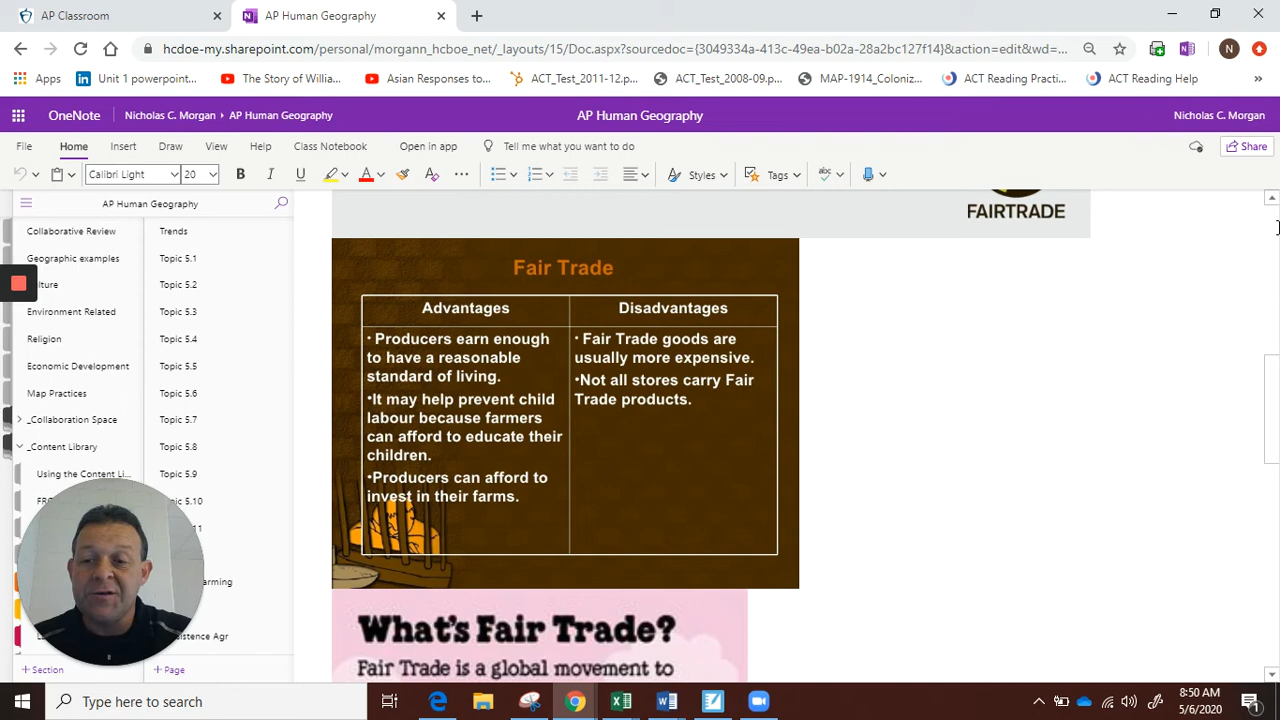 AP Classroom
AP Human Geography
hcdoe-my.sharepoint.com/personal/morgann_hcboe_net/_layouts/15/Doc.aspx?sourcedoc={3049334a-413c-49ea-b02a-28a2bc127f14}&action=edit&wd=...
N
Apps
Unit 1 powerpoint...
The Story of Willia...
Asian Responses to...
ACT_Test_2011-12.p...
ACT_Test_2008-09.p...
MAP-1914_Coloniz...
ACT Reading Practi...
ACT Reading Help
OneNote
Nicholas C. Morgan › AP Human Geography
AP Human Geography
Nicholas C. Morgan
File
Home
Insert
Draw
View
Help
Class Notebook
Open in app
Tell me what you want to do
Share
Calibri Light
20
B
I
U
A
Styles
Tags
abc
AP Human Geography
Collaborative Review
Geographic examples
Environment Related
Religion
Economic Development
Map Practices
_Collaboration Space
_Content Library
Using the Content Li...
Trends
Topic 5.1
Topic 5.2
Topic 5.3
Topic 5.4
Topic 5.5
Topic 5.6
Topic 5.7
Topic 5.8
Topic 5.9
+ Section
+ Page
FAIRTRADE
Fair Trade
Advantages
• Producers earn enough
to have a reasonable
standard of living.
•It may help prevent child
labour because farmers
can afford to educate their
children.
•Producers can afford to
invest in their farms.
Disadvantages
• Fair Trade goods are
usually more expensive.
•Not all stores carry Fair
Trade products.
What's Fair Trade?
Fair Trade is a global movement to
Type here to search
8:50 AM
5/6/2020
1